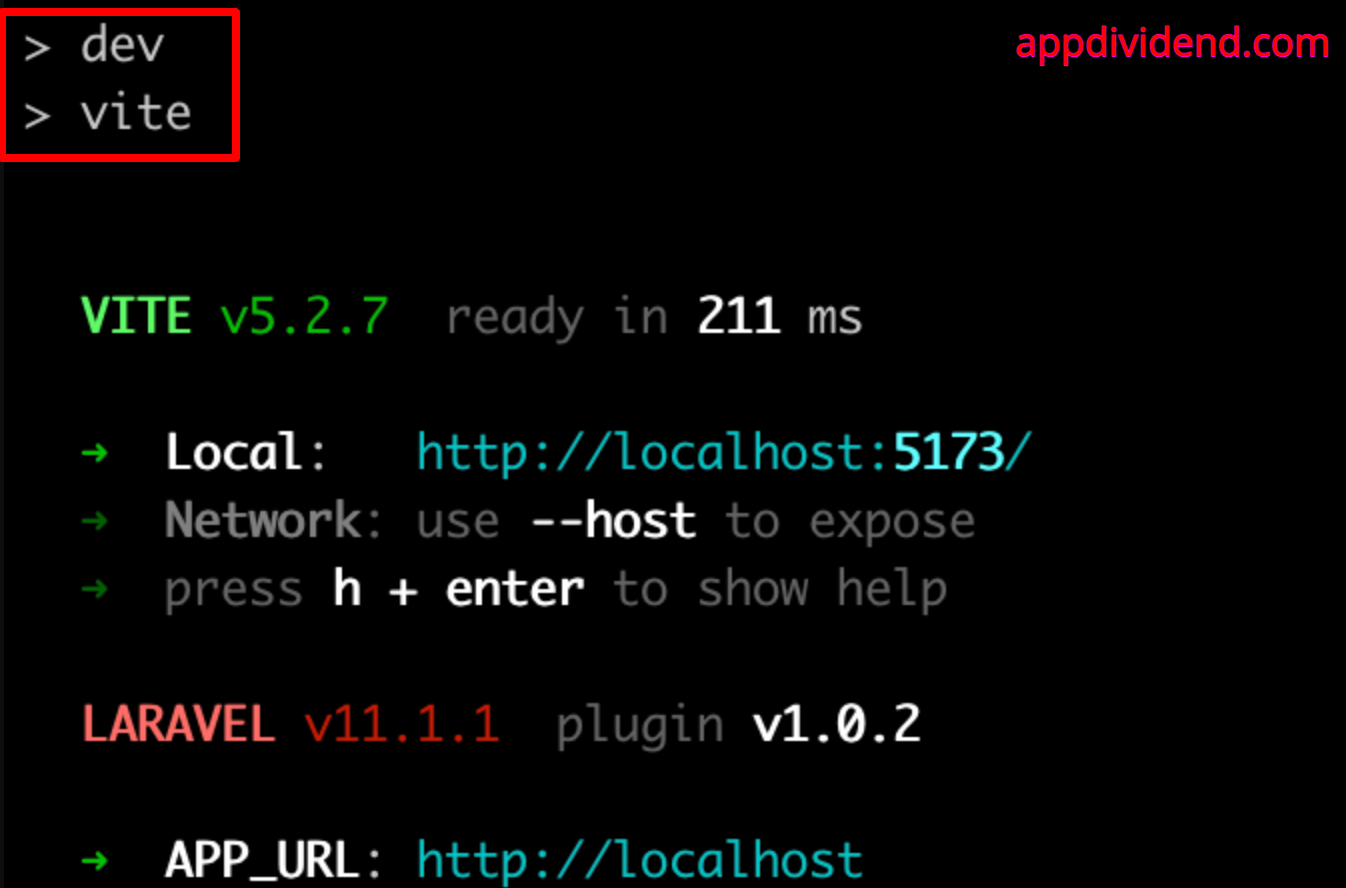 > dev
appdividend.com
> vite
VITE v5.2.7 ready in 211 ms
➜ Local: http://localhost:5173/
➜ Network: use --host to expose
➜ press h + enter to show help
LARAVEL v11.1.1 plugin v1.0.2
➜ APP_URL: http://localhost